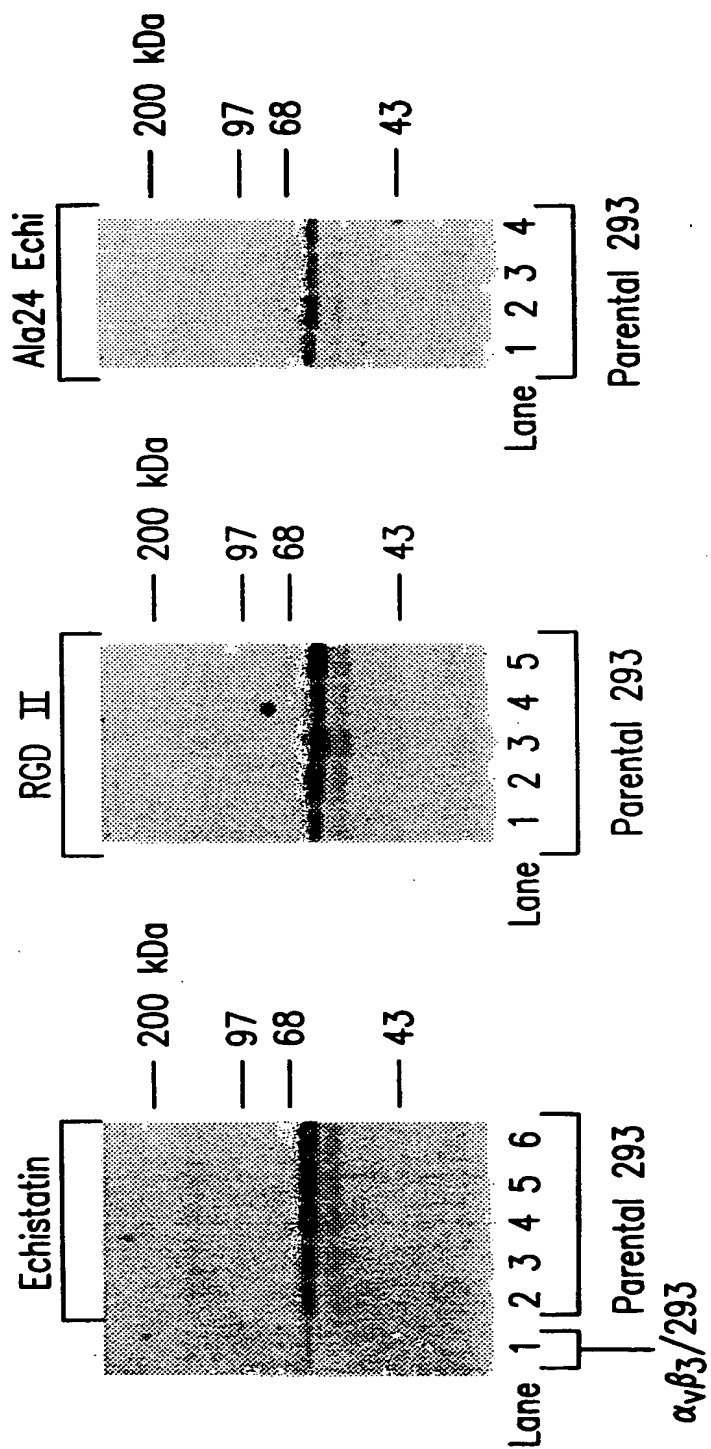 Echistatin
— 200 kDa
— 97
— 68
— 43
Lane 1 2 3 4 5 6
αvβ3/293
Parental 293
RGD II
— 200 kDa
— 97
— 68
— 43
Lane 1 2 3 4 5
Parental 293
Ala24 Echi
— 200 kDa
— 97
— 68
— 43
Lane 1 2 3 4
Parental 293